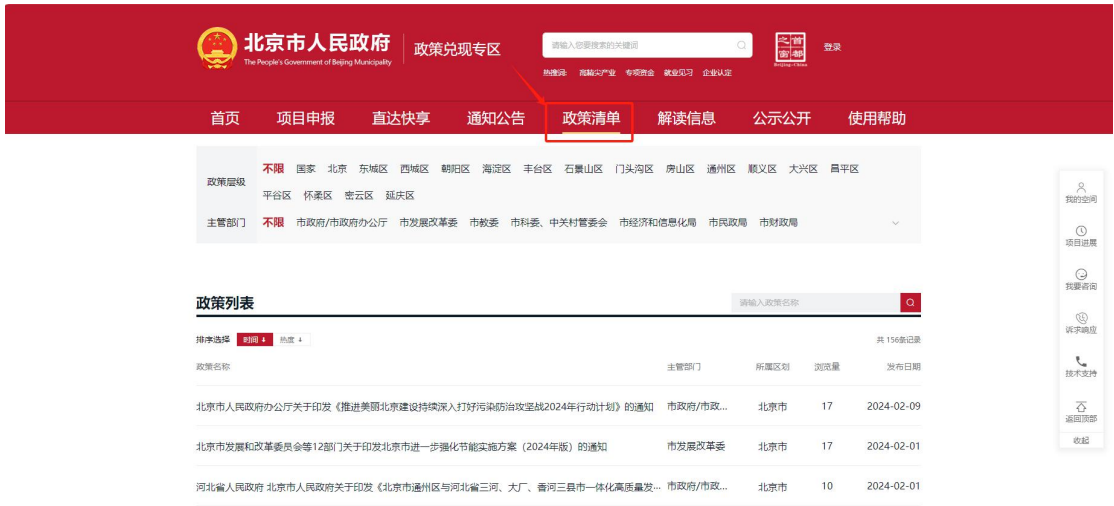 北京市人民政府
The People's Government of Beijing Municipality
政策兑现专区
请输入您要搜索的关键词
热搜词: 高精尖产业 专项资金 就业见习 企业认定
首都之窗
Beijing-China
登录
首页 项目申报 直达快享 通知公告 政策清单 解读信息 公示公开 使用帮助
政策层级 不限 国家 北京 东城区 西城区 朝阳区 海淀区 丰台区 石景山区 门头沟区 房山区 通州区 顺义区 大兴区 昌平区
平谷区 怀柔区 密云区 延庆区
主管部门 不限 市政府/市政府办公厅 市发展改革委 市教委 市科委、中关村管委会 市经济和信息化局 市民政局 市财政局
政策列表
请输入政策名称
排序选择 时间 热度
共 156条记录
政策名称 主管部门 所属区划 浏览量 发布日期
北京市人民政府办公厅关于印发《推进美丽北京建设持续深入打好污染防治攻坚战2024年行动计划》的通知 市政府/市政... 北京市 17 2024-02-09
北京市发展和改革委员会等12部门关于印发北京市进一步强化节能实施方案（2024年版）的通知 市发展改革委 北京市 17 2024-02-01
河北省人民政府 北京市人民政府关于印发《北京市通州区与河北省三河、大厂、香河三县市一体化高质量发... 市政府/市政... 北京市 10 2024-02-01
我的空间
项目进展
我要咨询
诉求响应
技术支持
返回顶部
收起